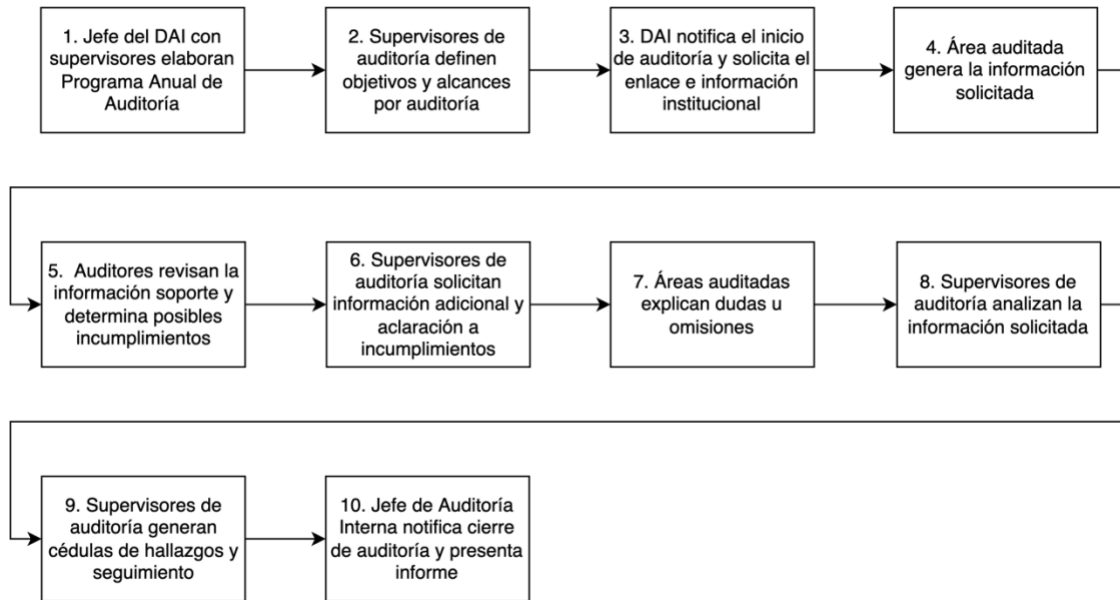 1. Jefe del DAI con
supervisores elaboran
Programa Anual de
Auditoría
2. Supervisores de
auditoría definen
objetivos y alcances
por auditoría
3. DAI notifica el inicio
de auditoría y solicita el
enlace e información
institucional
4. Área auditada
genera la información
solicitada
5. Auditores revisan la
información soporte y
determina posibles
incumplimientos
6. Supervisores de
auditoría solicitan
información adicional y
aclaración a
incumplimientos
7. Áreas auditadas
explican dudas u
omisiones
8. Supervisores de
auditoría analizan la
información solicitada
9. Supervisores de
auditoría generan
cédulas de hallazgos y
seguimiento
10. Jefe de Auditoría
Interna notifica cierre
de auditoría y presenta
informe